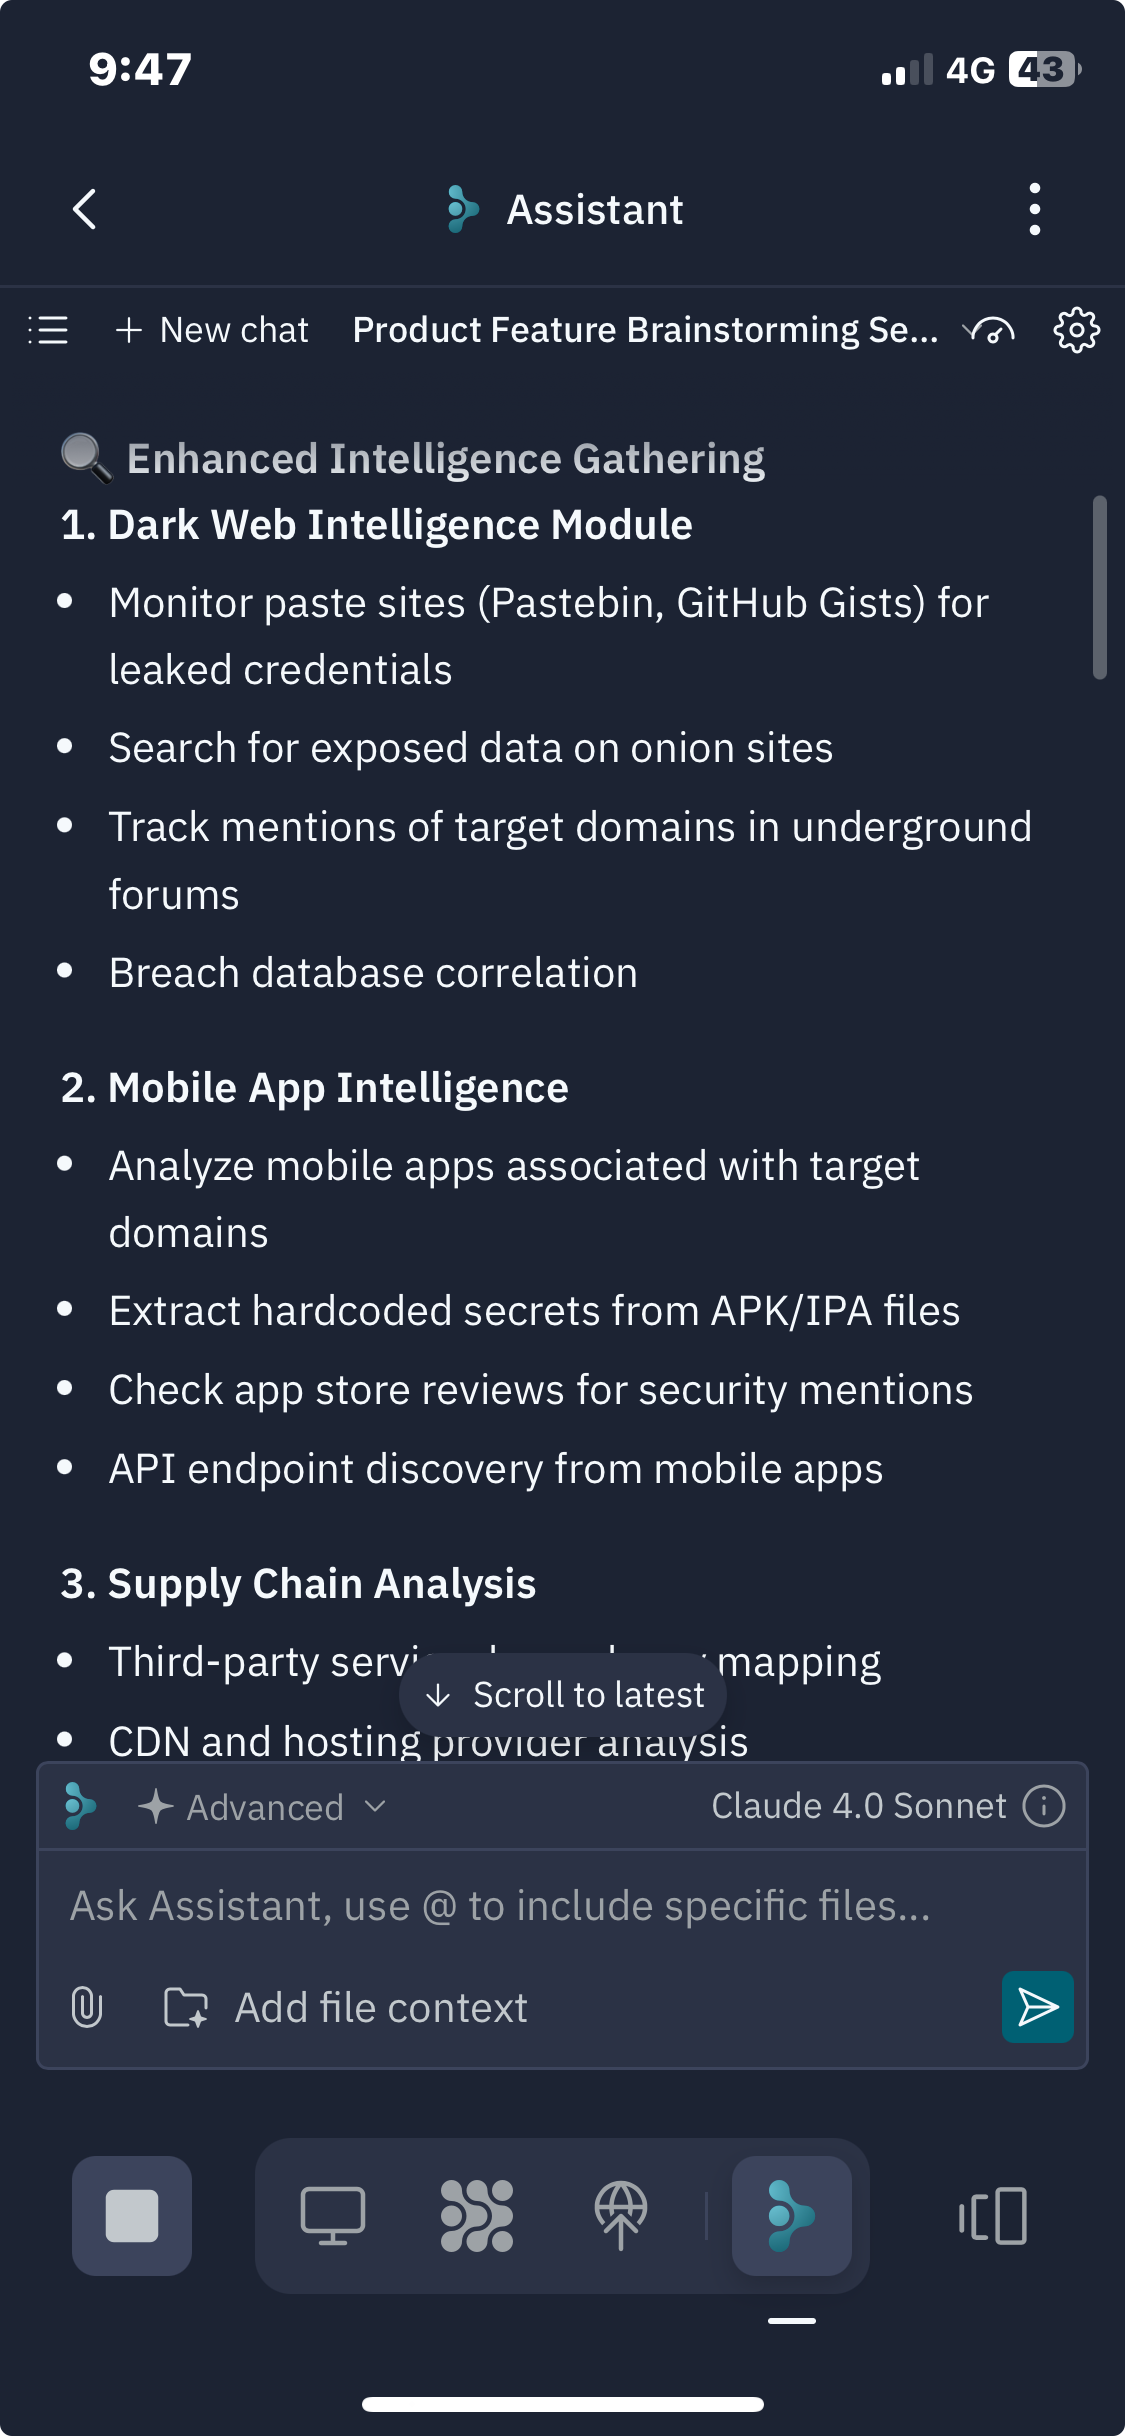 9:47
4G 43
Assistant
New chat Product Feature Brainstorming Se...
Enhanced Intelligence Gathering
1. Dark Web Intelligence Module
• Monitor paste sites (Pastebin, GitHub Gists) for
leaked credentials
• Search for exposed data on onion sites
• Track mentions of target domains in underground
forums
• Breach database correlation
2. Mobile App Intelligence
• Analyze mobile apps associated with target
domains
• Extract hardcoded secrets from APK/IPA files
• Check app store reviews for security mentions
• API endpoint discovery from mobile apps
3. Supply Chain Analysis
• Third-party mapping
Scroll to latest
• CDN and hosting provider analysis
Advanced Claude 4.0 Sonnet
Ask Assistant, use @ to include specific files...
Add file context